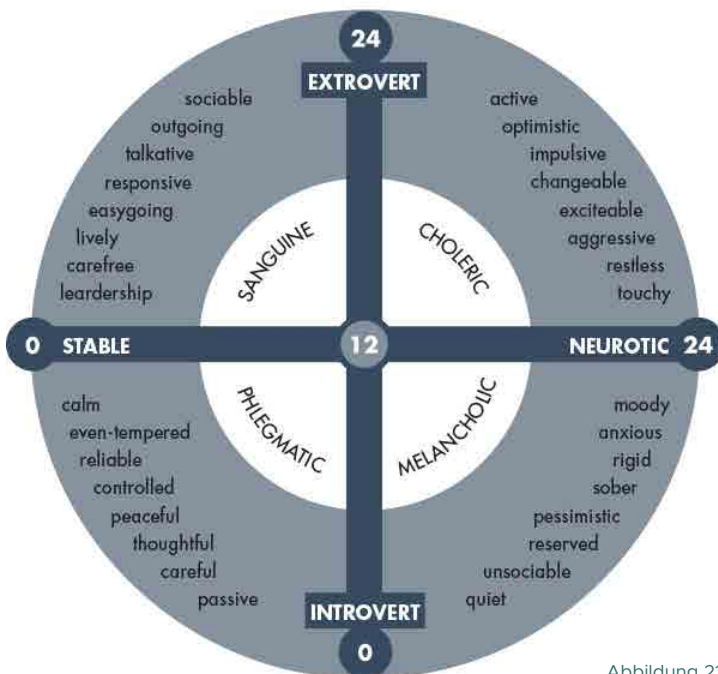 24
EXTROVERT
sociable
outgoing
talkative
responsive
easygoing
lively
carefree
leardership
active
optimistic
impulsive
changeable
exciteable
aggressive
restless
touchy
SANGUINE
CHOLERIC
0 STABLE
12
NEUROTIC 24
PHLEGMATIC
MELANCHOLIC
calm
even-tempered
reliable
controlled
peaceful
thoughtful
careful
passive
moody
anxious
rigid
sober
pessimistic
reserved
unsociable
quiet
INTROVERT
0